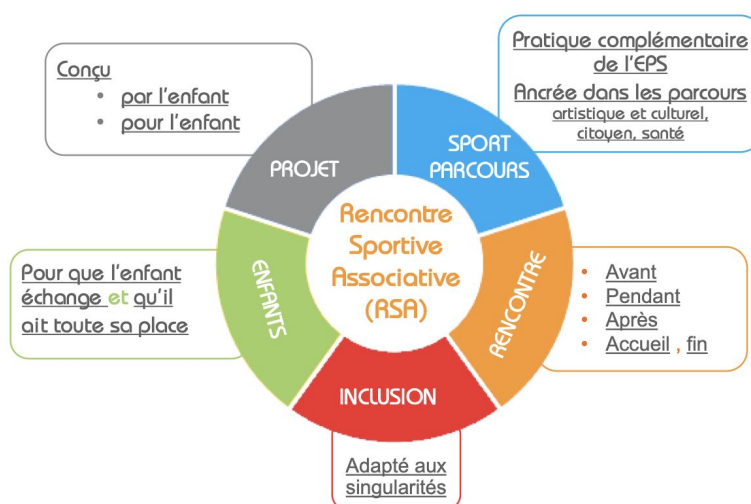 Conçu
• par l'enfant
• pour l'enfant
Pratique complémentaire
de l'EPS
Ancrée dans les parcours
artistique et culturel,
citoyen, santé
PROJET
SPORT
PARCOURS
Rencontre
Sportive
Associative
(RSA)
ENFANTS
RENCONTRE
INCLUSION
Pour que l'enfant
échange et qu'il
ait toute sa place
• Avant
• Pendant
• Après
• Accueil , fin
Adapté aux
singularités